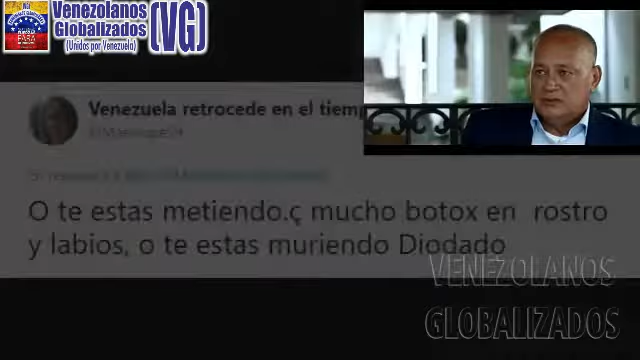 Venezolanos
Globalizados
(Unidos por Venezuela)
(VG)
Venezuela retrocede en el tiemp
O te estas metiendo.ç mucho botox en rostro
y labios, o te estas muriendo Diodado
VENEZOLANOS
GLOBALIZADOS